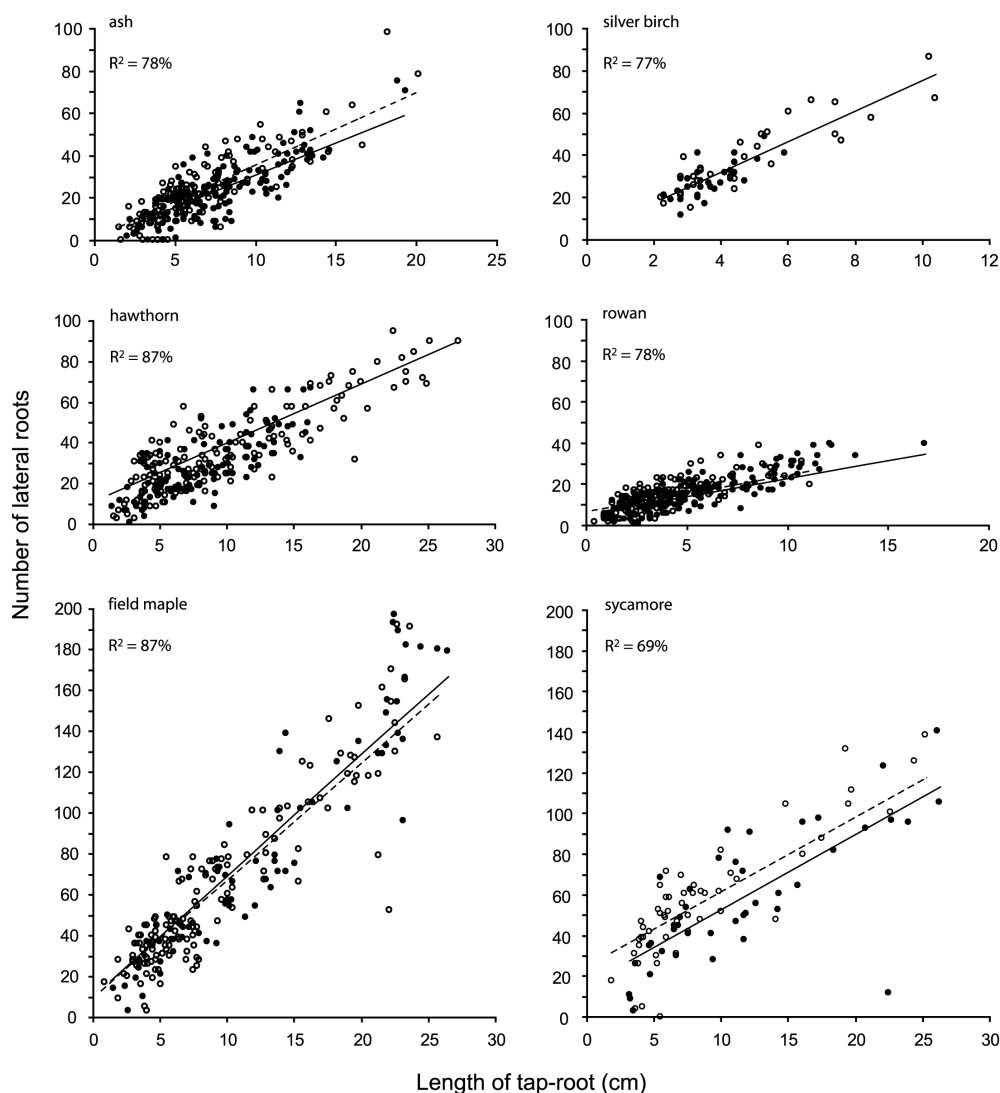 ash
R² = 78%
100
80
60
40
20
0
0 5 10 15 20 25
silver birch
R² = 77%
100
80
60
40
20
0
0 2 4 6 8 10 12
hawthorn
R² = 87%
100
80
60
40
20
0
0 5 10 15 20 25 30
rowan
R² = 78%
100
80
60
40
20
0
0 5 10 15 20
Number of lateral roots
field maple
R² = 87%
200
180
160
140
120
100
80
60
40
20
0
0 5 10 15 20 25 30
sycamore
R² = 69%
200
180
160
140
120
100
80
60
40
20
0
0 5 10 15 20 25 30
Length of tap-root (cm)